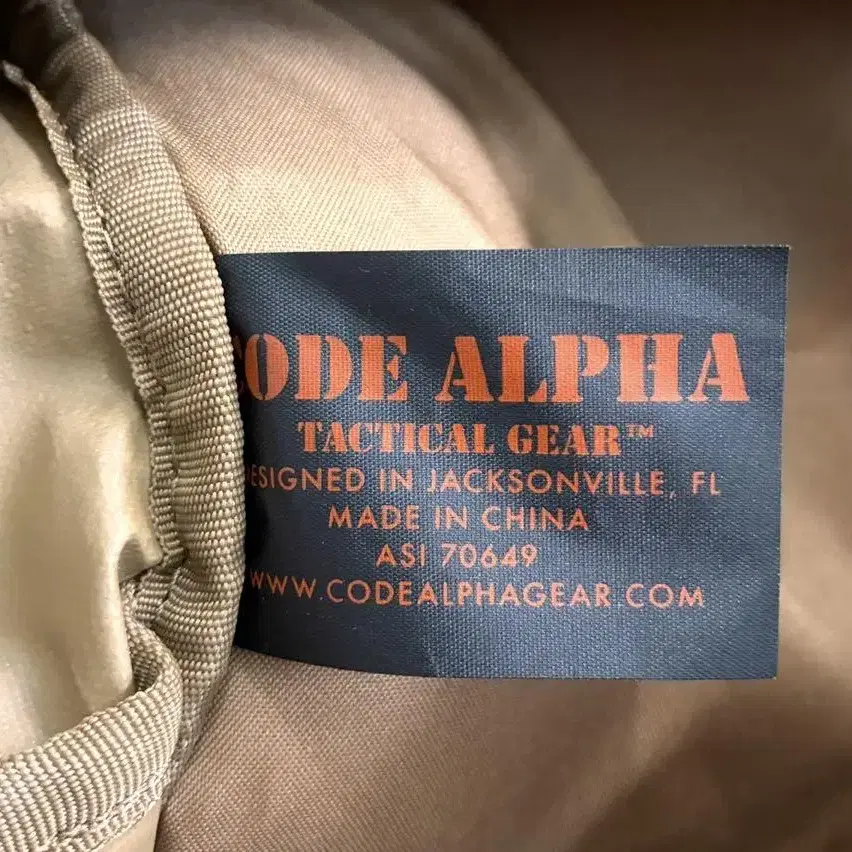 CODE ALPHA
TACTICAL GEAR™
DESIGNED IN JACKSONVILLE, FL
MADE IN CHINA
ASI 70649
WWW.CODEALPHAGEAR.COM